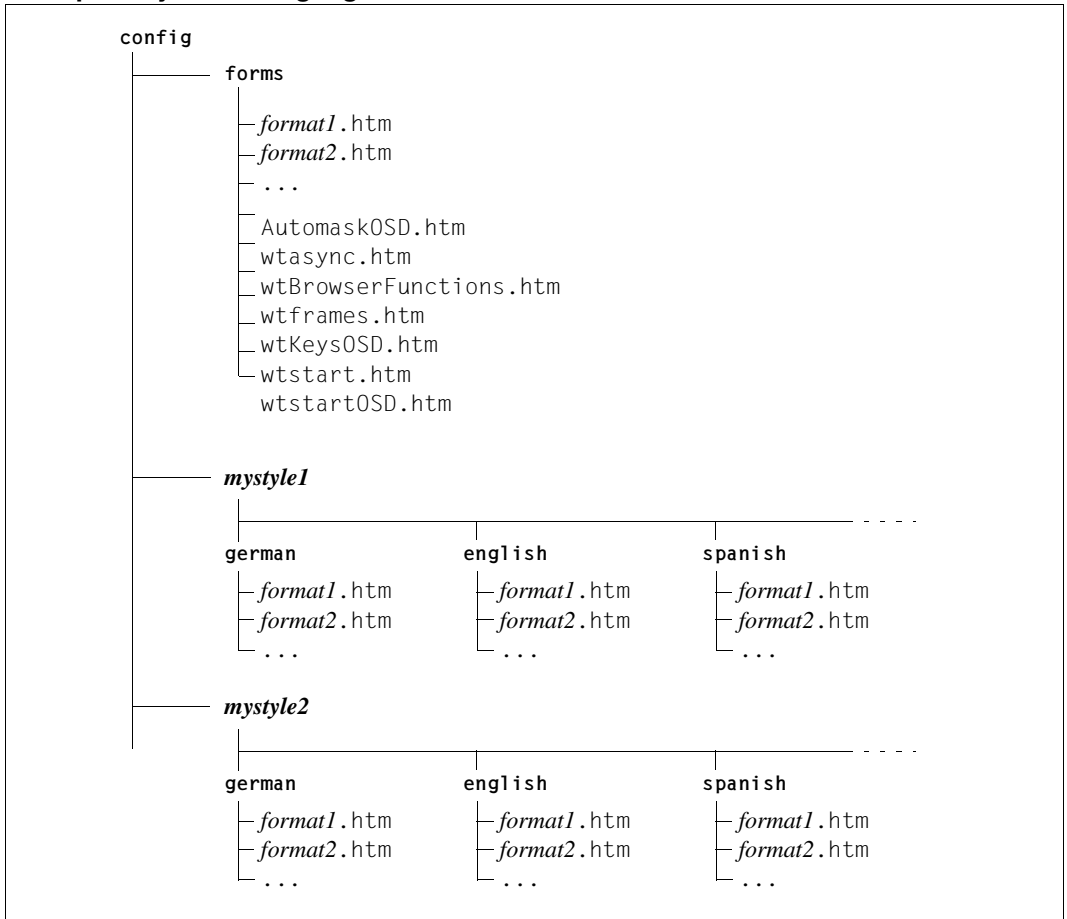 config
forms
format1.htm
format2.htm
...
AutomaskOSD.htm
wtasync.htm
wtBrowserFunctions.htm
wtframes.htm
wtKeysOSD.htm
wtstart.htm
wtstartOSD.htm
mystyle1
german english spanish
format1.htm format1.htm format1.htm
format2.htm format2.htm format2.htm
... ... ...
mystyle2
german english spanish
format1.htm format1.htm format1.htm
format2.htm format2.htm format2.htm
... ... ...